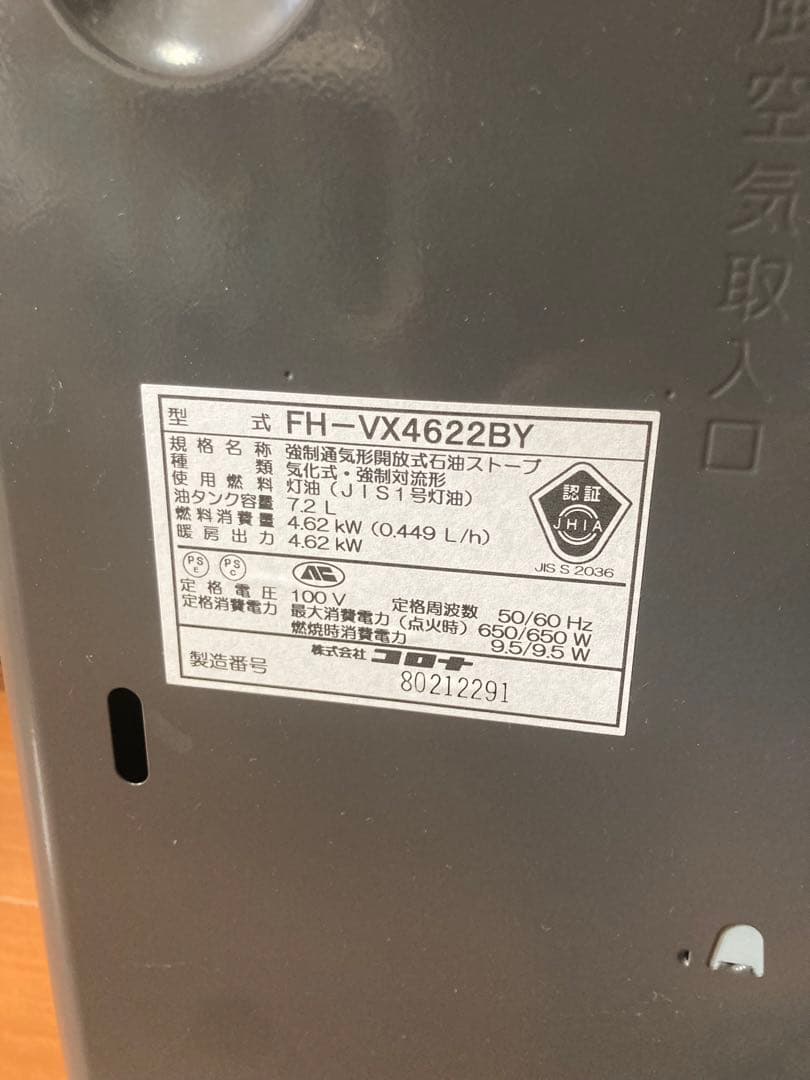 型式 FH-VX4622BY
規格名称 強制通気形開放式石油ストーブ
種類 気化式・強制対流形
使用燃料 灯油(JIS1号灯油)
油タンク容量 7.2 L
燃料消費量 4.62 kW (0.449 L/h)
暖房出力 4.62 kW
認証
JHIA
JIS S 2036
PS E PS C
定格電圧 100 V 定格周波数 50/60 Hz
定格消費電力 最大消費電力(点火時) 650/650 W
燃焼時消費電力 9.5/9.5 W
株式会社コロナ
製造番号 80212291
空気取入口